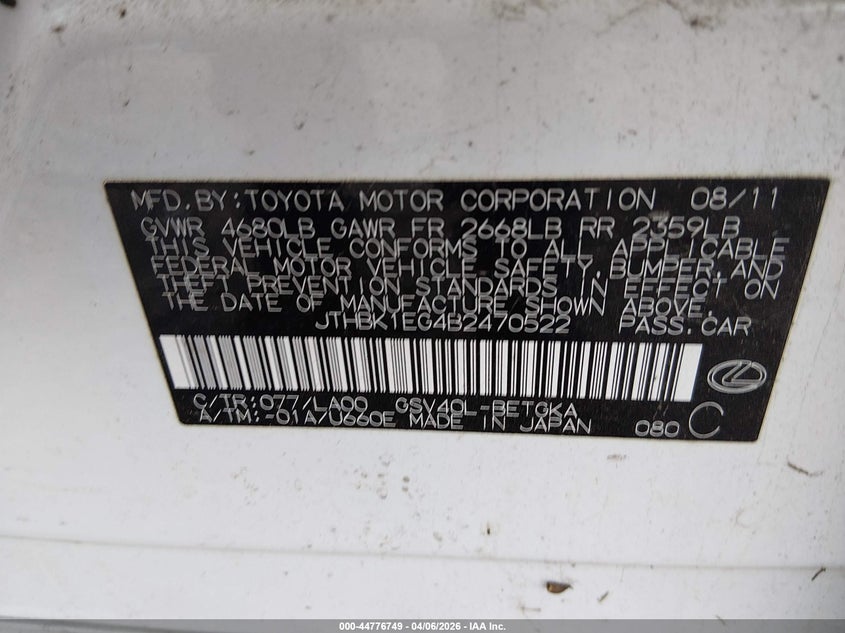 MFD. BY: TOYOTA MOTOR CORPORATION 08/11
GVWR 4680LB GAWR FR 2668LB RR 2359LB
THIS VEHICLE CONFORMS TO ALL APPLICABLE
FEDERAL MOTOR VEHICLE SAFETY, BUMPER, AND
THEFT PREVENTION STANDARDS IN EFFECT ON
THE DATE OF MANUFACTURE SHOWN ABOVE.
JTHBK1EG4B2470522 PASS. CAR
C/TR: 077/LA00 GSV40L-BETGKA
A/TM: -01A/U660E MADE IN JAPAN 080 C
000-44776749 | 04/06/2026 - IAA Inc.